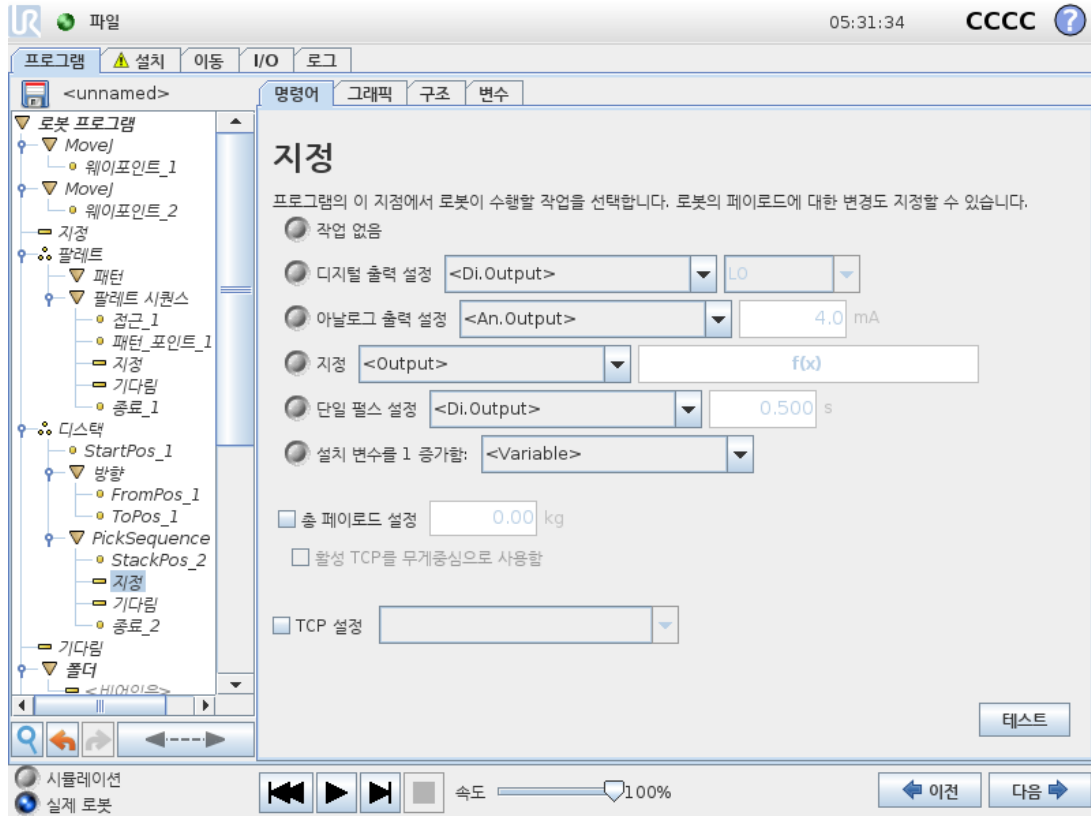 UR 파일 05:31:34 CCCC ?
프로그램 설치 이동 I/O 로그
<unnamed>
명령어 그래픽 구조 변수
로봇 프로그램
MoveJ
웨이포인트_1
MoveJ
웨이포인트_2
지정
팔레트
패턴
팔레트 시퀀스
접근_1
패턴_포인트_1
지정
기다림
종료_1
디스택
StartPos_1
방향
FromPos_1
ToPos_1
PickSequence
StackPos_2
지정
기다림
종료_2
기다림
폴더
<비어있음>
지정
프로그램의 이 지점에서 로봇이 수행할 작업을 선택합니다. 로봇의 페이로드에 대한 변경도 지정할 수 있습니다.
작업 없음
디지털 출력 설정 <Di.Output> LO
아날로그 출력 설정 <An.Output> 4.0 mA
지정 <Output> f(x)
단일 펄스 설정 <Di.Output> 0.500 s
설치 변수를 1 증가함: <Variable>
총 페이로드 설정 0.00 kg
활성 TCP를 무게중심으로 사용함
TCP 설정
테스트
시뮬레이션
실제 로봇
속도 100%
이전 다음